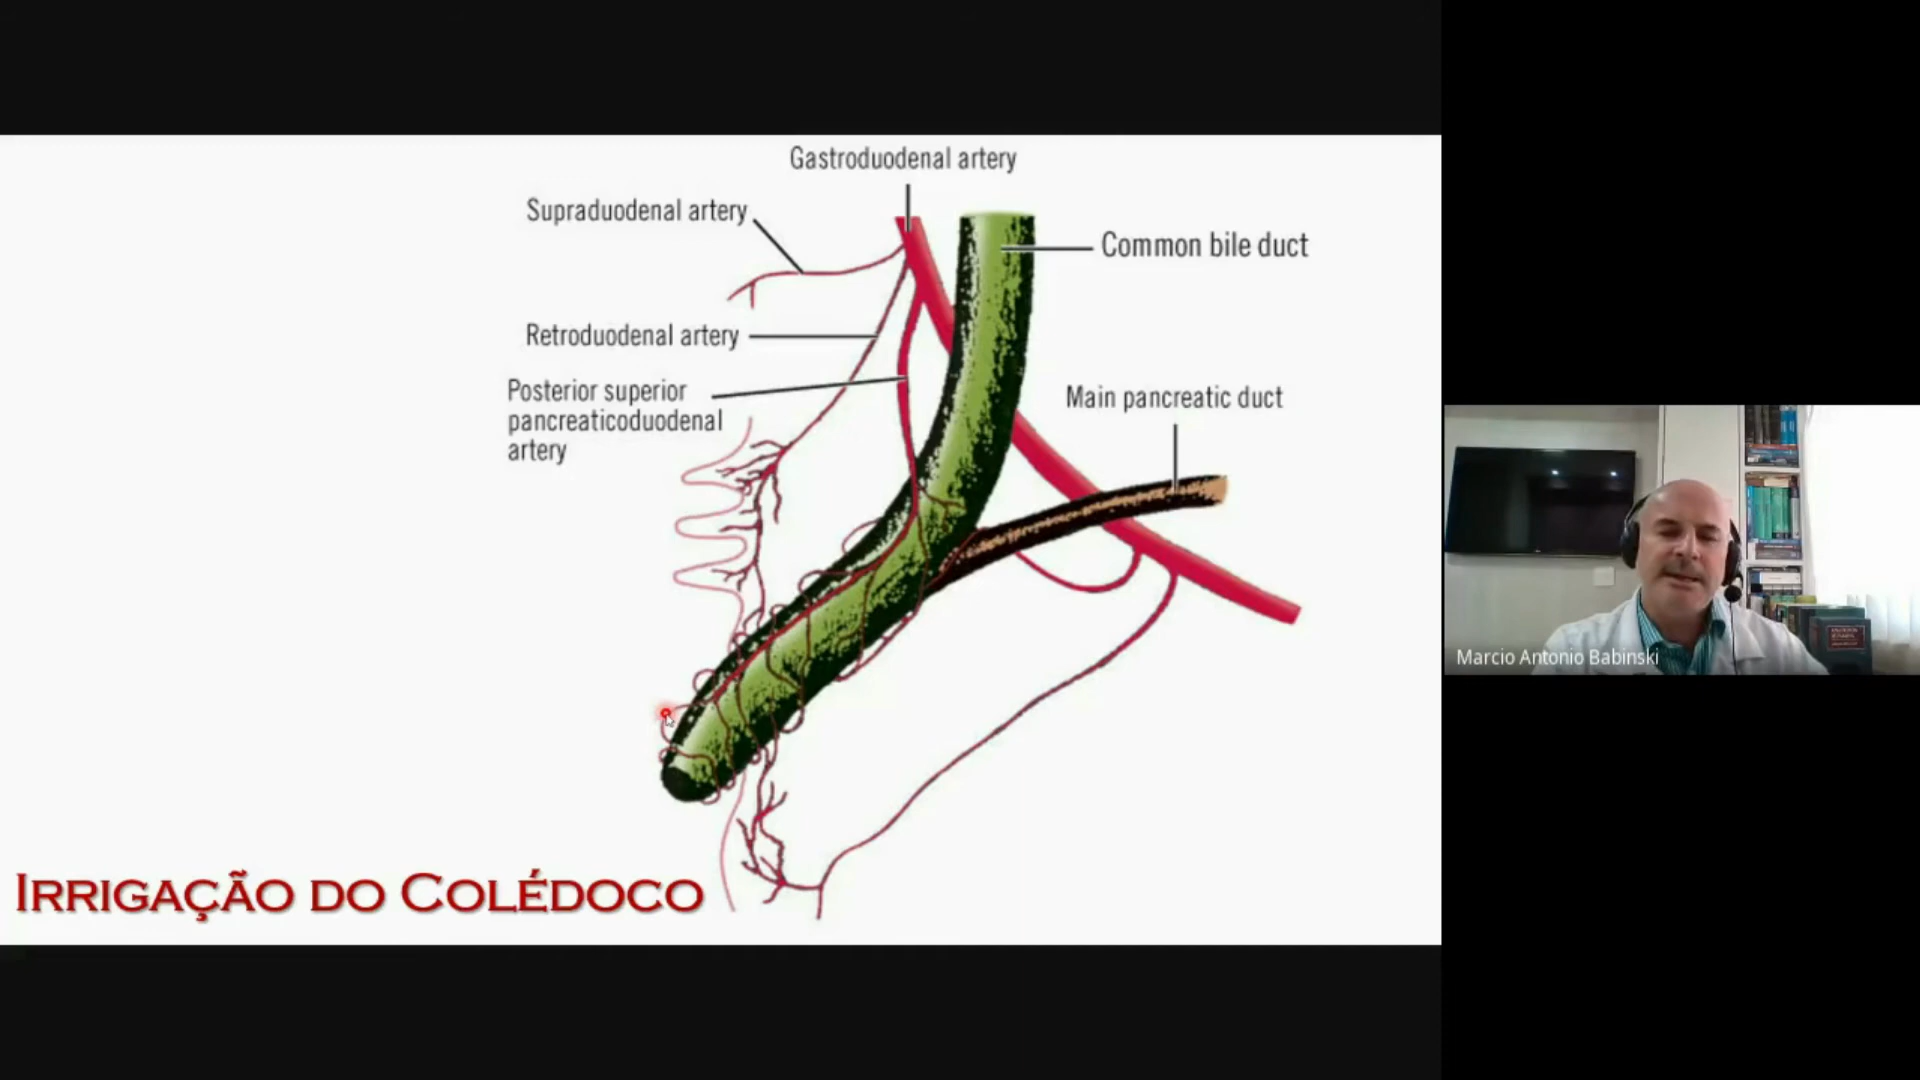 Gastroduodenal artery
Supraduodenal artery
Common bile duct
Retroduodenal artery
Posterior superior
pancreaticoduodenal
artery
Main pancreatic duct
IRRIGAÇÃO DO COLÉDOCO
Marcio Antonio Babinski